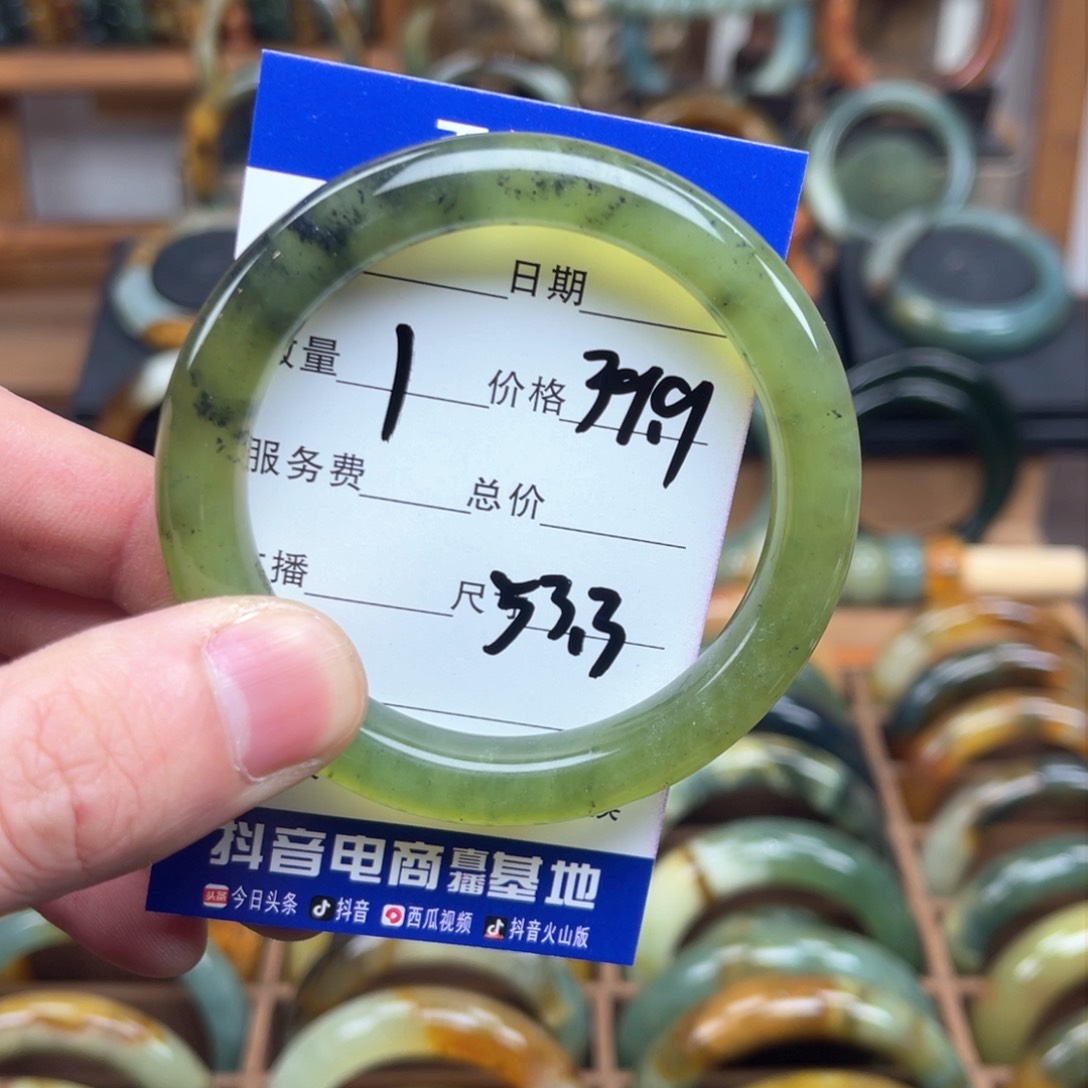 日期
量 1 价格 39.9
服务费 总价
播 尺 53.3
抖音电商直播基地
今日头条 抖音 西瓜视频 抖音火山版